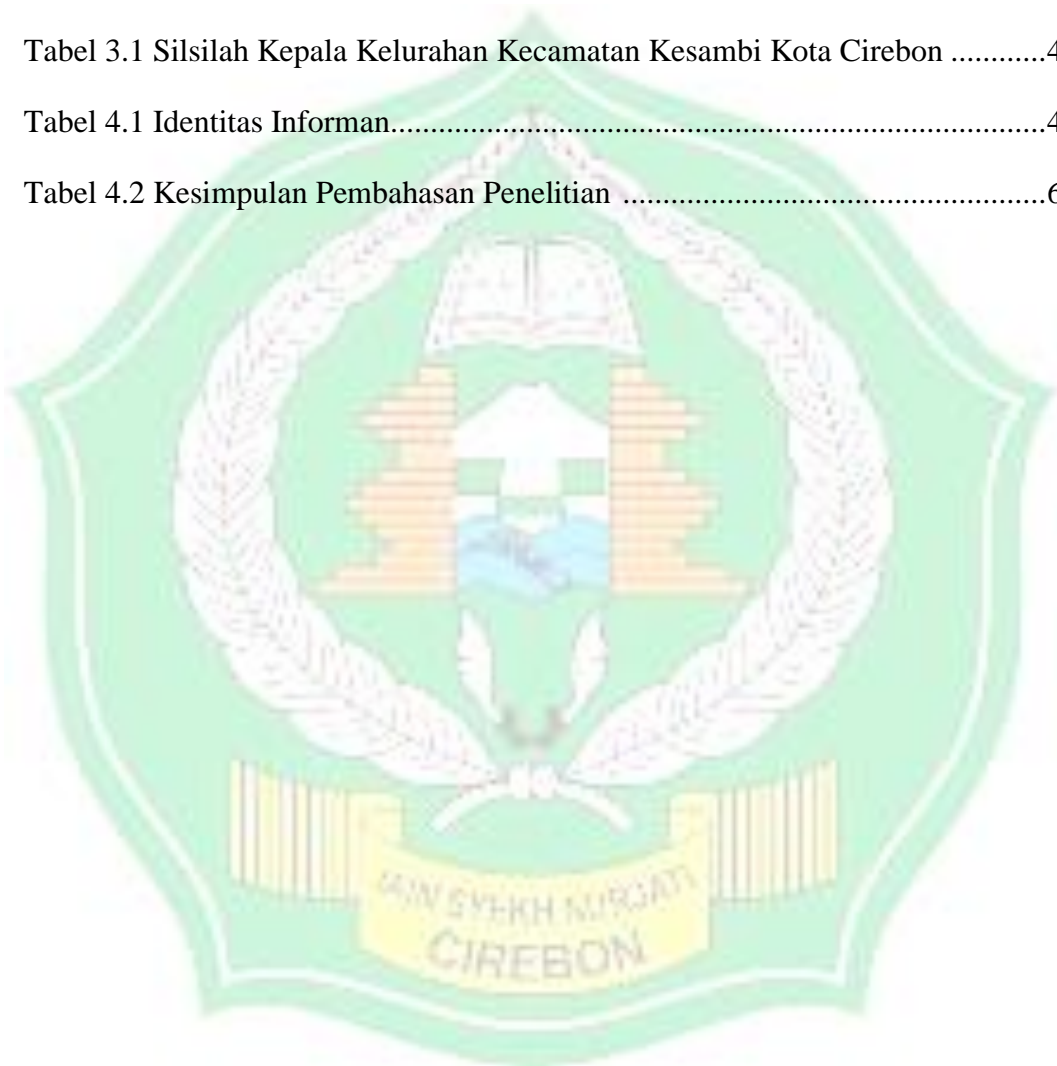 Tabel 3.1 Silsilah Kepala Kelurahan Kecamatan Kesambi Kota Cirebon ............4
Tabel 4.1 Identitas Informan.....................................................................................4
Tabel 4.2 Kesimpulan Pembahasan Penelitian .......................................................6
IAIN SYEKH NURJATI
CIREBON